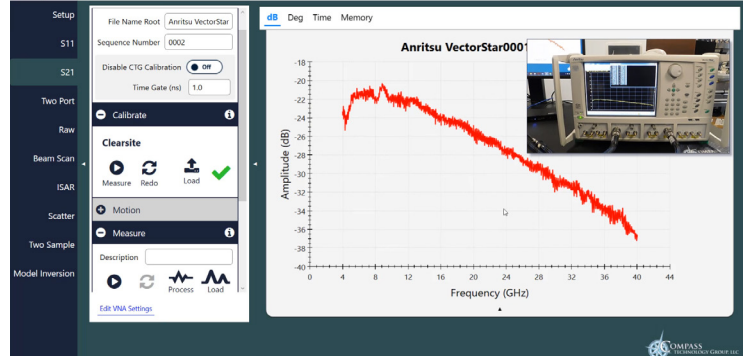 Setup
S11
S21
Two Port
Raw
Beam Scan
ISAR
Scatter
Two Sample
Model Inversion
File Name Root Anritsu VectorStar
Sequence Number 0002
Disable CTG Calibration Off
Time Gate (ns) 1.0
Calibrate
Clearsite
Measure Redo Load
Motion
Measure
Description
Process Load
Edit VNA Settings
dB Deg Time Memory
Anritsu VectorStar0001
Amplitude (dB)
-18
-20
-22
-24
-26
-28
-30
-32
-34
-36
-38
-40
0 4 8 12 16 20 24 28 32 36 40 44
Frequency (GHz)
COMPASS
TECHNOLOGY GROUP, LLC